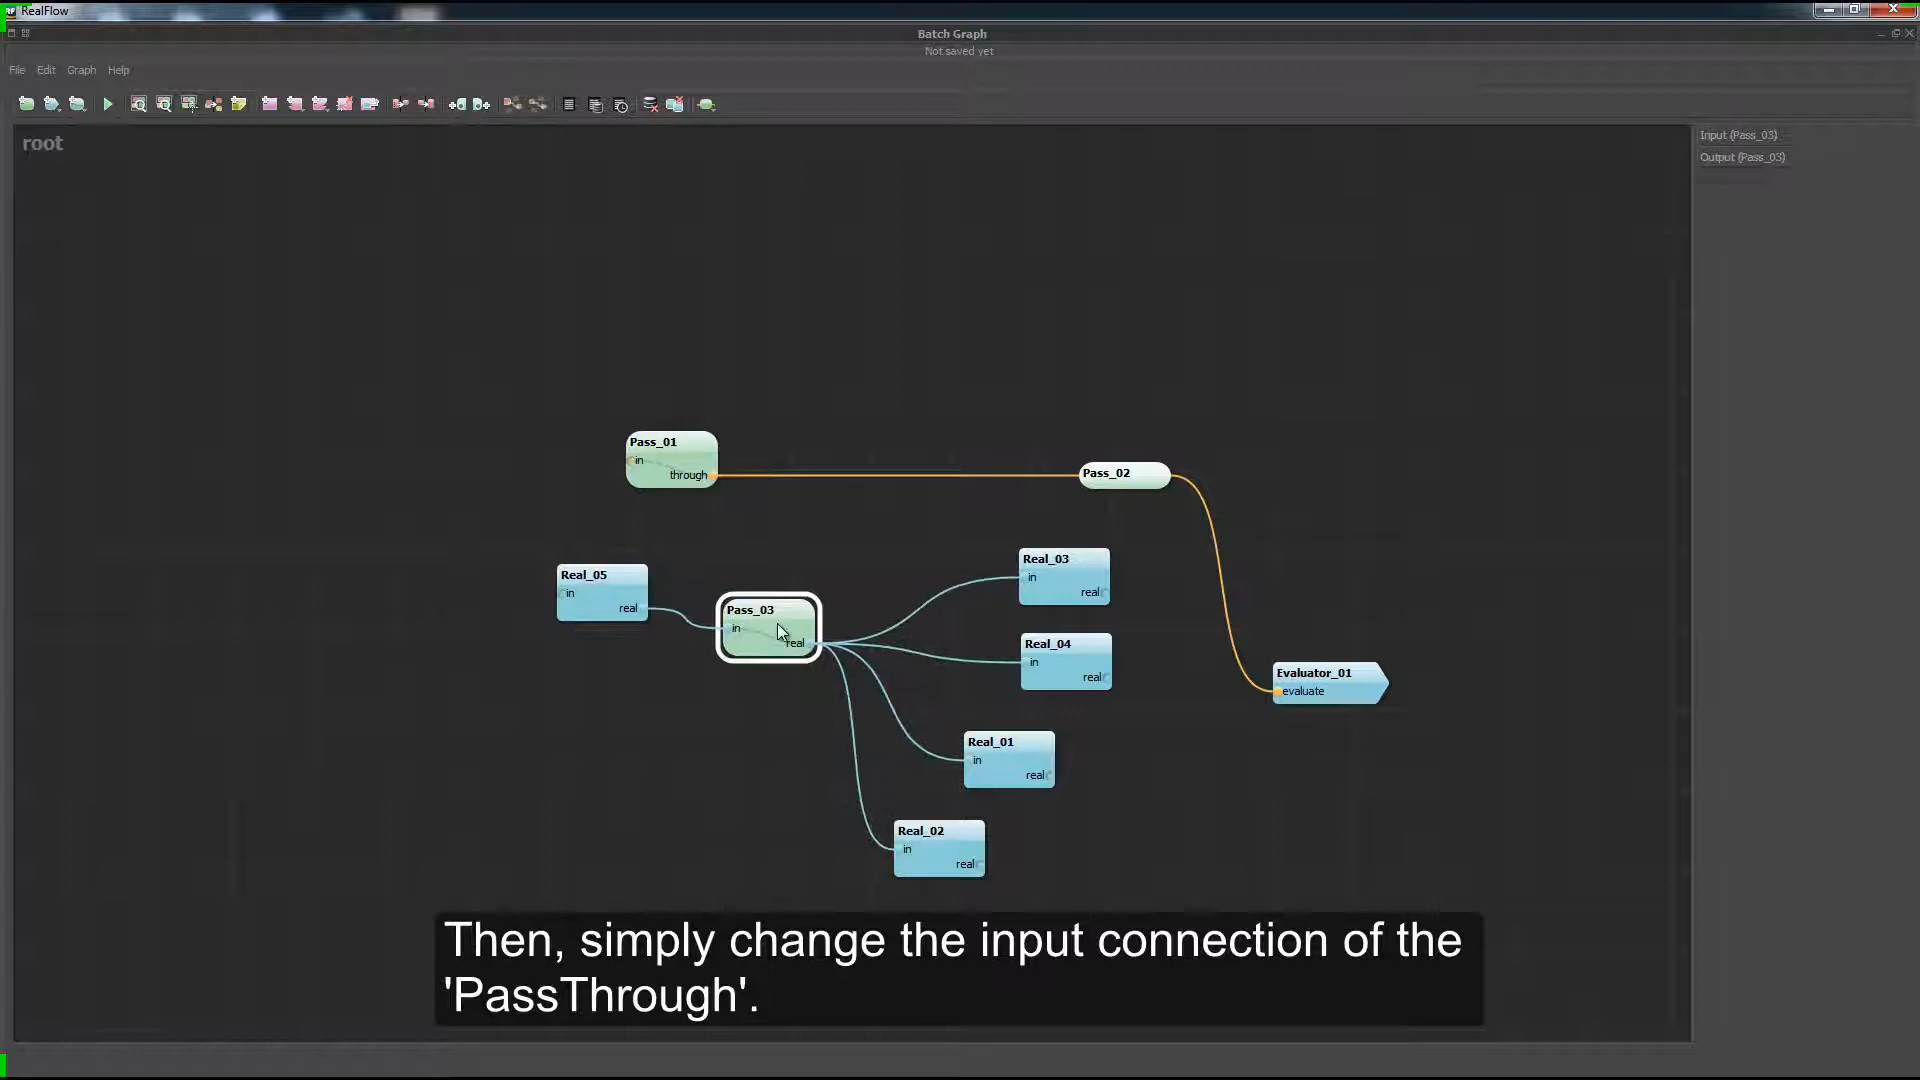 RealFlow
Batch Graph
Not saved yet
File Edit Graph Help
root
Input (Pass_03)
Output (Pass_03)
Pass_01
in
through
Pass_02
Real_03
in
real
Real_05
in
real
Pass_03
in
real
Real_04
in
real
Evaluator_01
evaluate
Real_01
in
real
Real_02
in
real
Then, simply change the input connection of the
'PassThrough'.